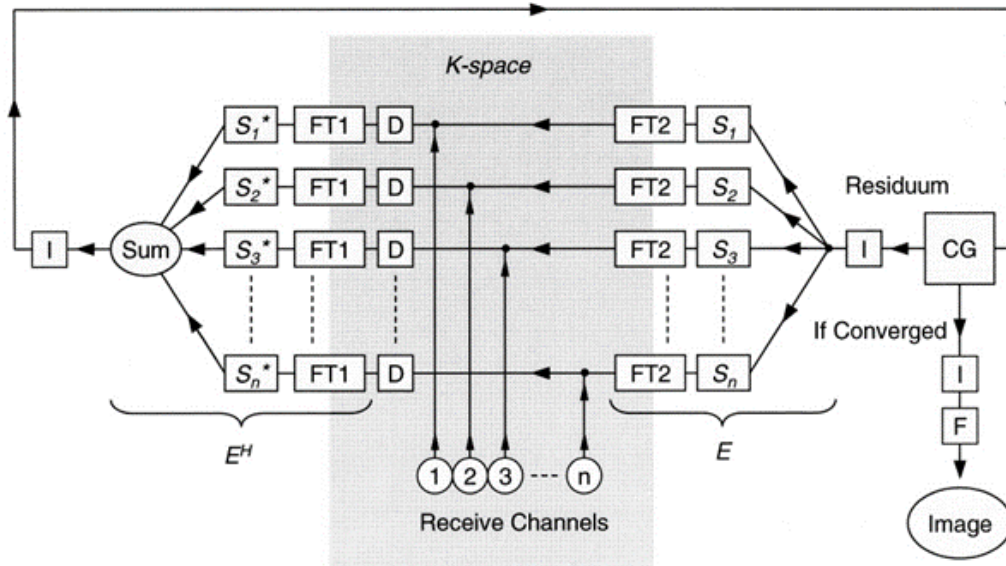 K-space
S₁* FT1 D FT2 S₁
S₂* FT1 D FT2 S₂
Residuum
I Sum S₃* FT1 D FT2 S₃ I CG
If Converged
Sₙ* FT1 D FT2 Sₙ I
F
Eᴴ E
1 2 3 n
Receive Channels
Image